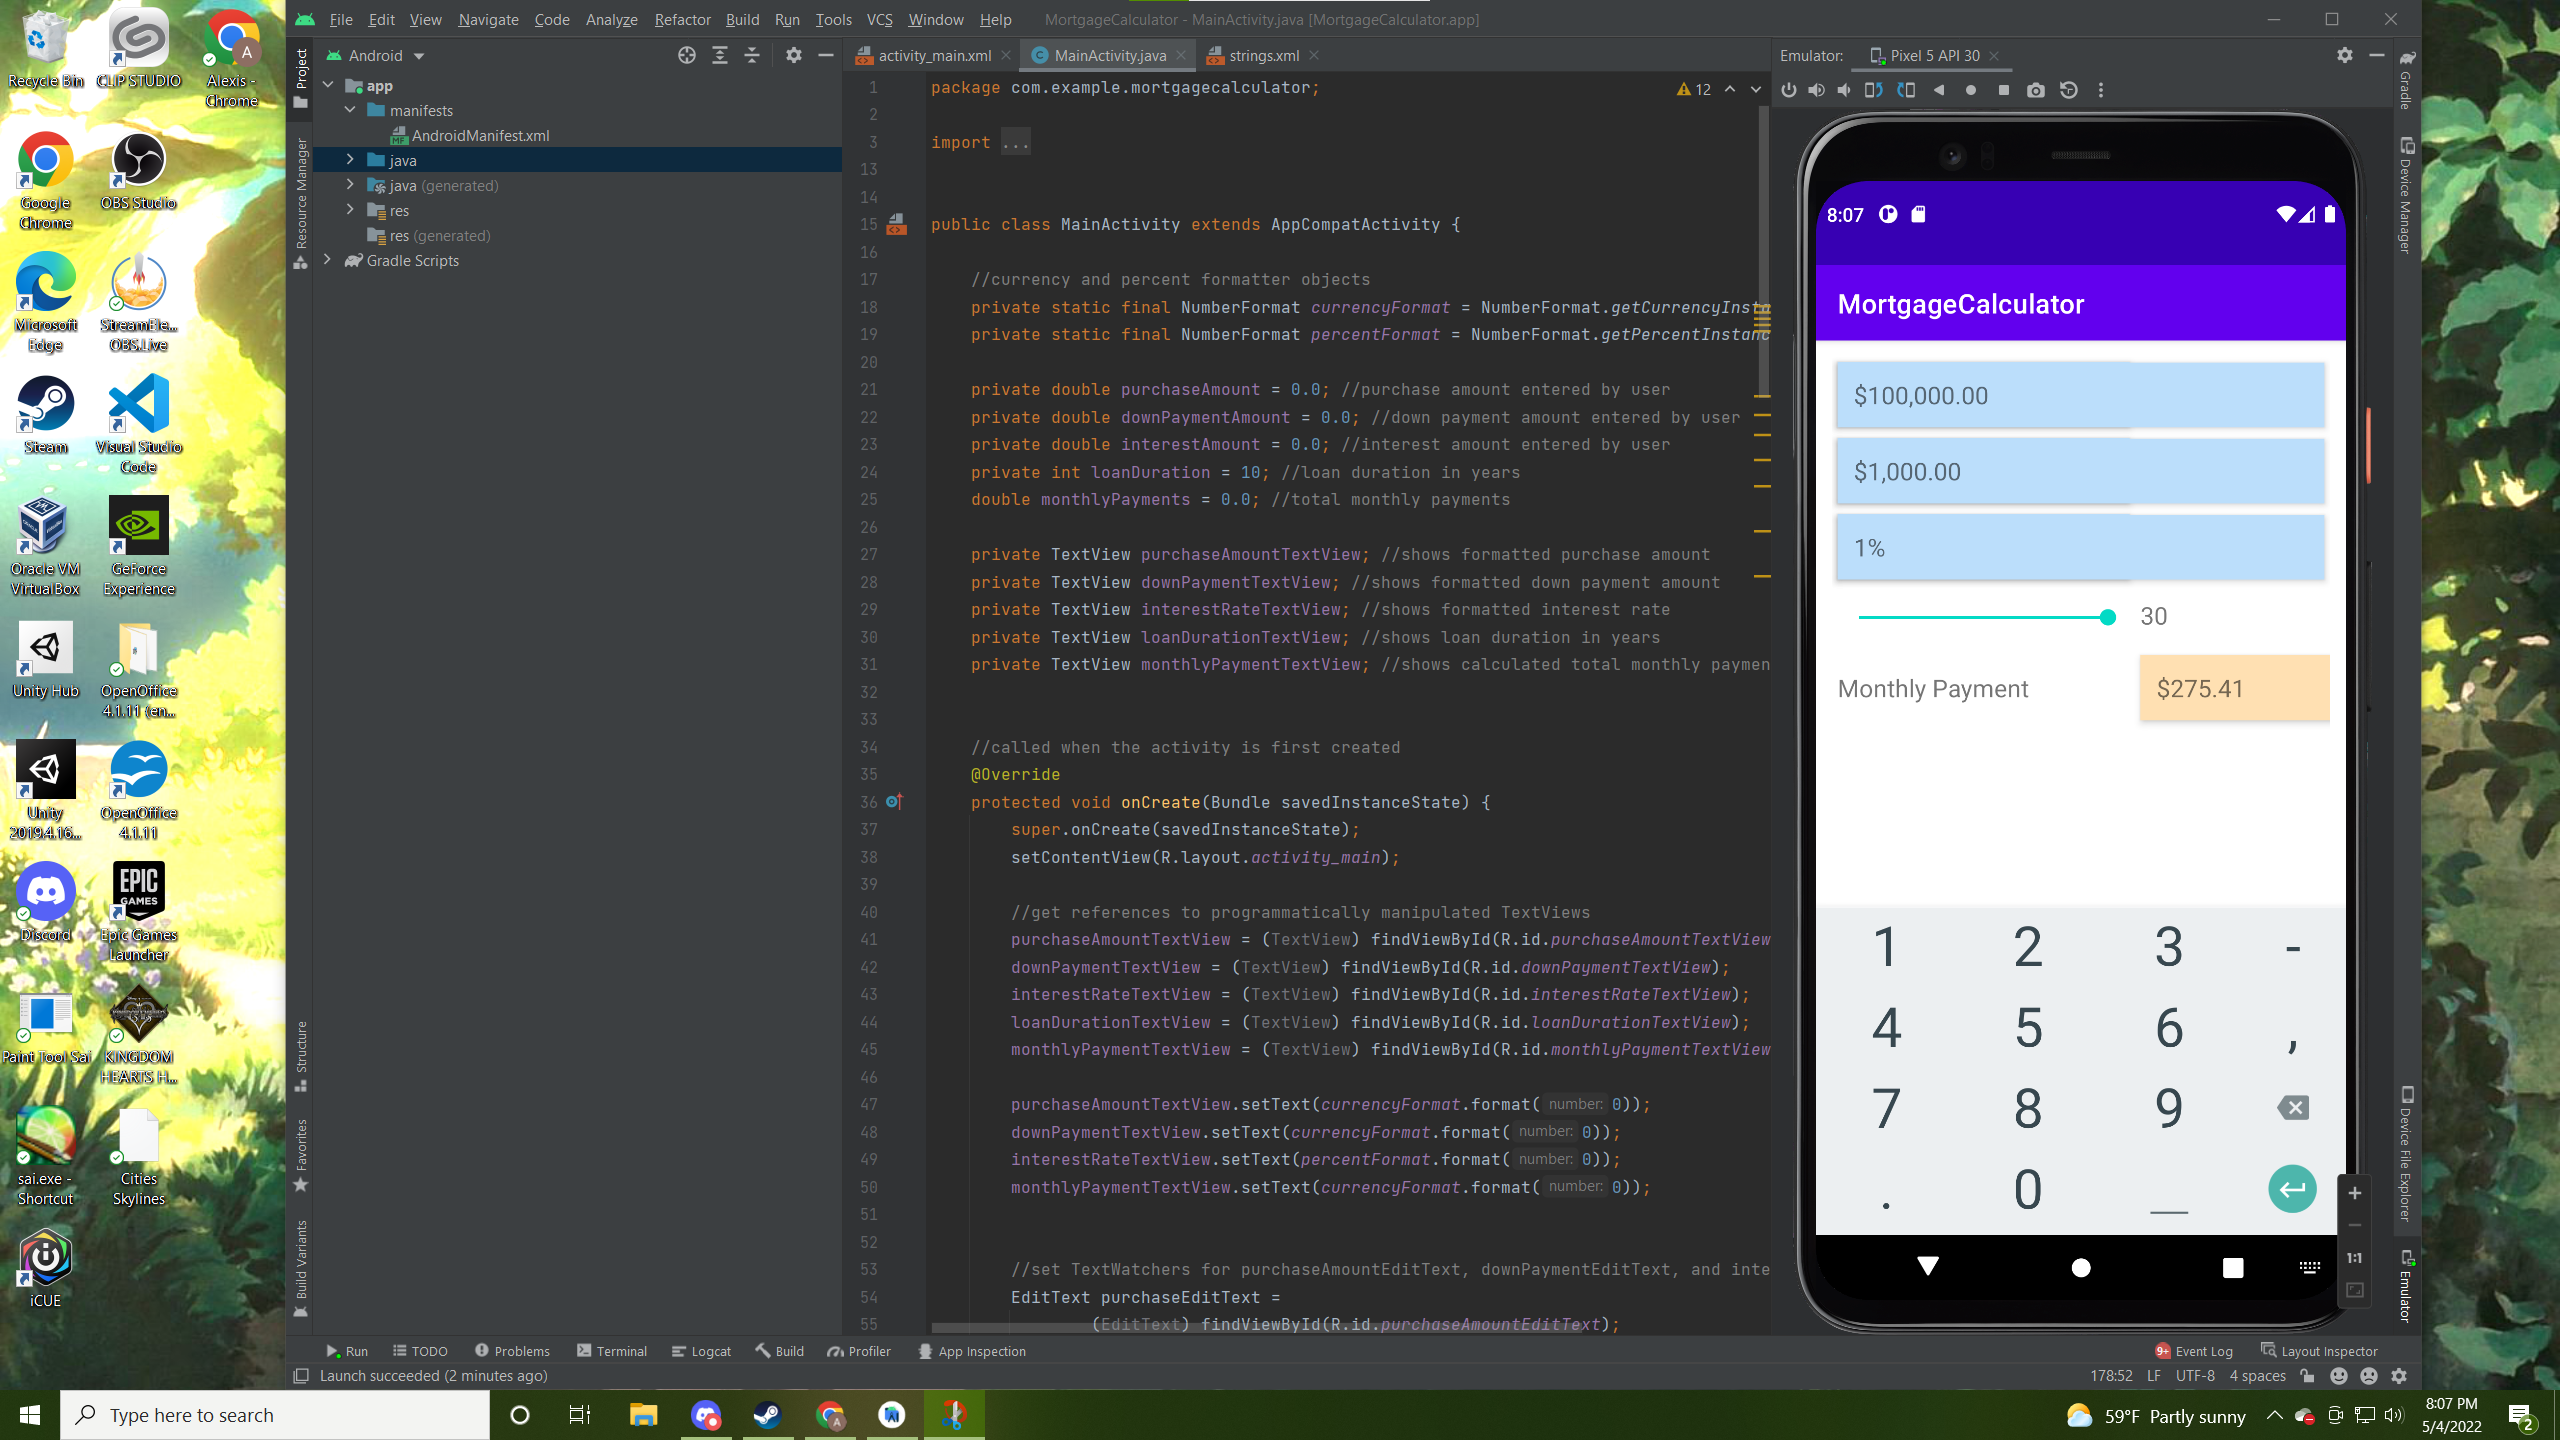 Recycle Bin
CLIP STUDIO
Alexis - Chrome
Google Chrome
OBS Studio
Microsoft Edge
StreamEle... OBS.Live
Steam
Visual Studio Code
Oracle VM VirtualBox
GeForce Experience
Unity Hub
OpenOffice 4.1.11 (en...
Unity 2019.4.16...
OpenOffice 4.1.11
Discord
EPIC GAMES
Epic Games Launcher
Paint Tool Sai
KINGDOM HEARTS H...
sai.exe - Shortcut
Cities Skylines
iCUE
File Edit View Navigate Code Analyze Refactor Build Run Tools VCS Window Help MortgageCalculator - MainActivity.java [MortgageCalculator.app]
Project
Resource Manager
Structure
Favorites
Build Variants
Android
app
manifests
AndroidManifest.xml
java
java (generated)
res
res (generated)
Gradle Scripts
activity_main.xml MainActivity.java strings.xml
12
1 package com.example.mortgagecalculator;
2
3 import ...
13
14
15 public class MainActivity extends AppCompatActivity {
16
17 //currency and percent formatter objects
18 private static final NumberFormat currencyFormat = NumberFormat.getCurrencyInsta
19 private static final NumberFormat percentFormat = NumberFormat.getPercentInstanc
20
21 private double purchaseAmount = 0.0; //purchase amount entered by user
22 private double downPaymentAmount = 0.0; //down payment amount entered by user
23 private double interestAmount = 0.0; //interest amount entered by user
24 private int loanDuration = 10; //loan duration in years
25 double monthlyPayments = 0.0; //total monthly payments
26
27 private TextView purchaseAmountTextView; //shows formatted purchase amount
28 private TextView downPaymentTextView; //shows formatted down payment amount
29 private TextView interestRateTextView; //shows formatted interest rate
30 private TextView loanDurationTextView; //shows loan duration in years
31 private TextView monthlyPaymentTextView; //shows calculated total monthly paymen
32
33
34 //called when the activity is first created
35 @Override
36 protected void onCreate(Bundle savedInstanceState) {
37 super.onCreate(savedInstanceState);
38 setContentView(R.layout.activity_main);
39
40 //get references to programmatically manipulated TextViews
41 purchaseAmountTextView = (TextView) findViewById(R.id.purchaseAmountTextView
42 downPaymentTextView = (TextView) findViewById(R.id.downPaymentTextView);
43 interestRateTextView = (TextView) findViewById(R.id.interestRateTextView);
44 loanDurationTextView = (TextView) findViewById(R.id.loanDurationTextView);
45 monthlyPaymentTextView = (TextView) findViewById(R.id.monthlyPaymentTextView
46
47 purchaseAmountTextView.setText(currencyFormat.format( number: 0));
48 downPaymentTextView.setText(currencyFormat.format( number: 0));
49 interestRateTextView.setText(percentFormat.format( number: 0));
50 monthlyPaymentTextView.setText(currencyFormat.format( number: 0));
51
52
53 //set TextWatchers for purchaseAmountEditText, downPaymentEditText, and inte
54 EditText purchaseEditText =
55 (EditText) findViewById(R.id.purchaseAmountEditText);
Emulator: Pixel 5 API 30
8:07
MortgageCalculator
$100,000.00
$1,000.00
1%
30
Monthly Payment $275.41
1 2 3 -
4 5 6 ,
7 8 9
. 0 _
1:1
Gradle
Device Manager
Device File Explorer
Emulator
Run TODO Problems Terminal Logcat Build Profiler App Inspection
9+ Event Log Layout Inspector
Launch succeeded (2 minutes ago)
178:52 LF UTF-8 4 spaces
Type here to search
59°F Partly sunny
8:07 PM
5/4/2022
2